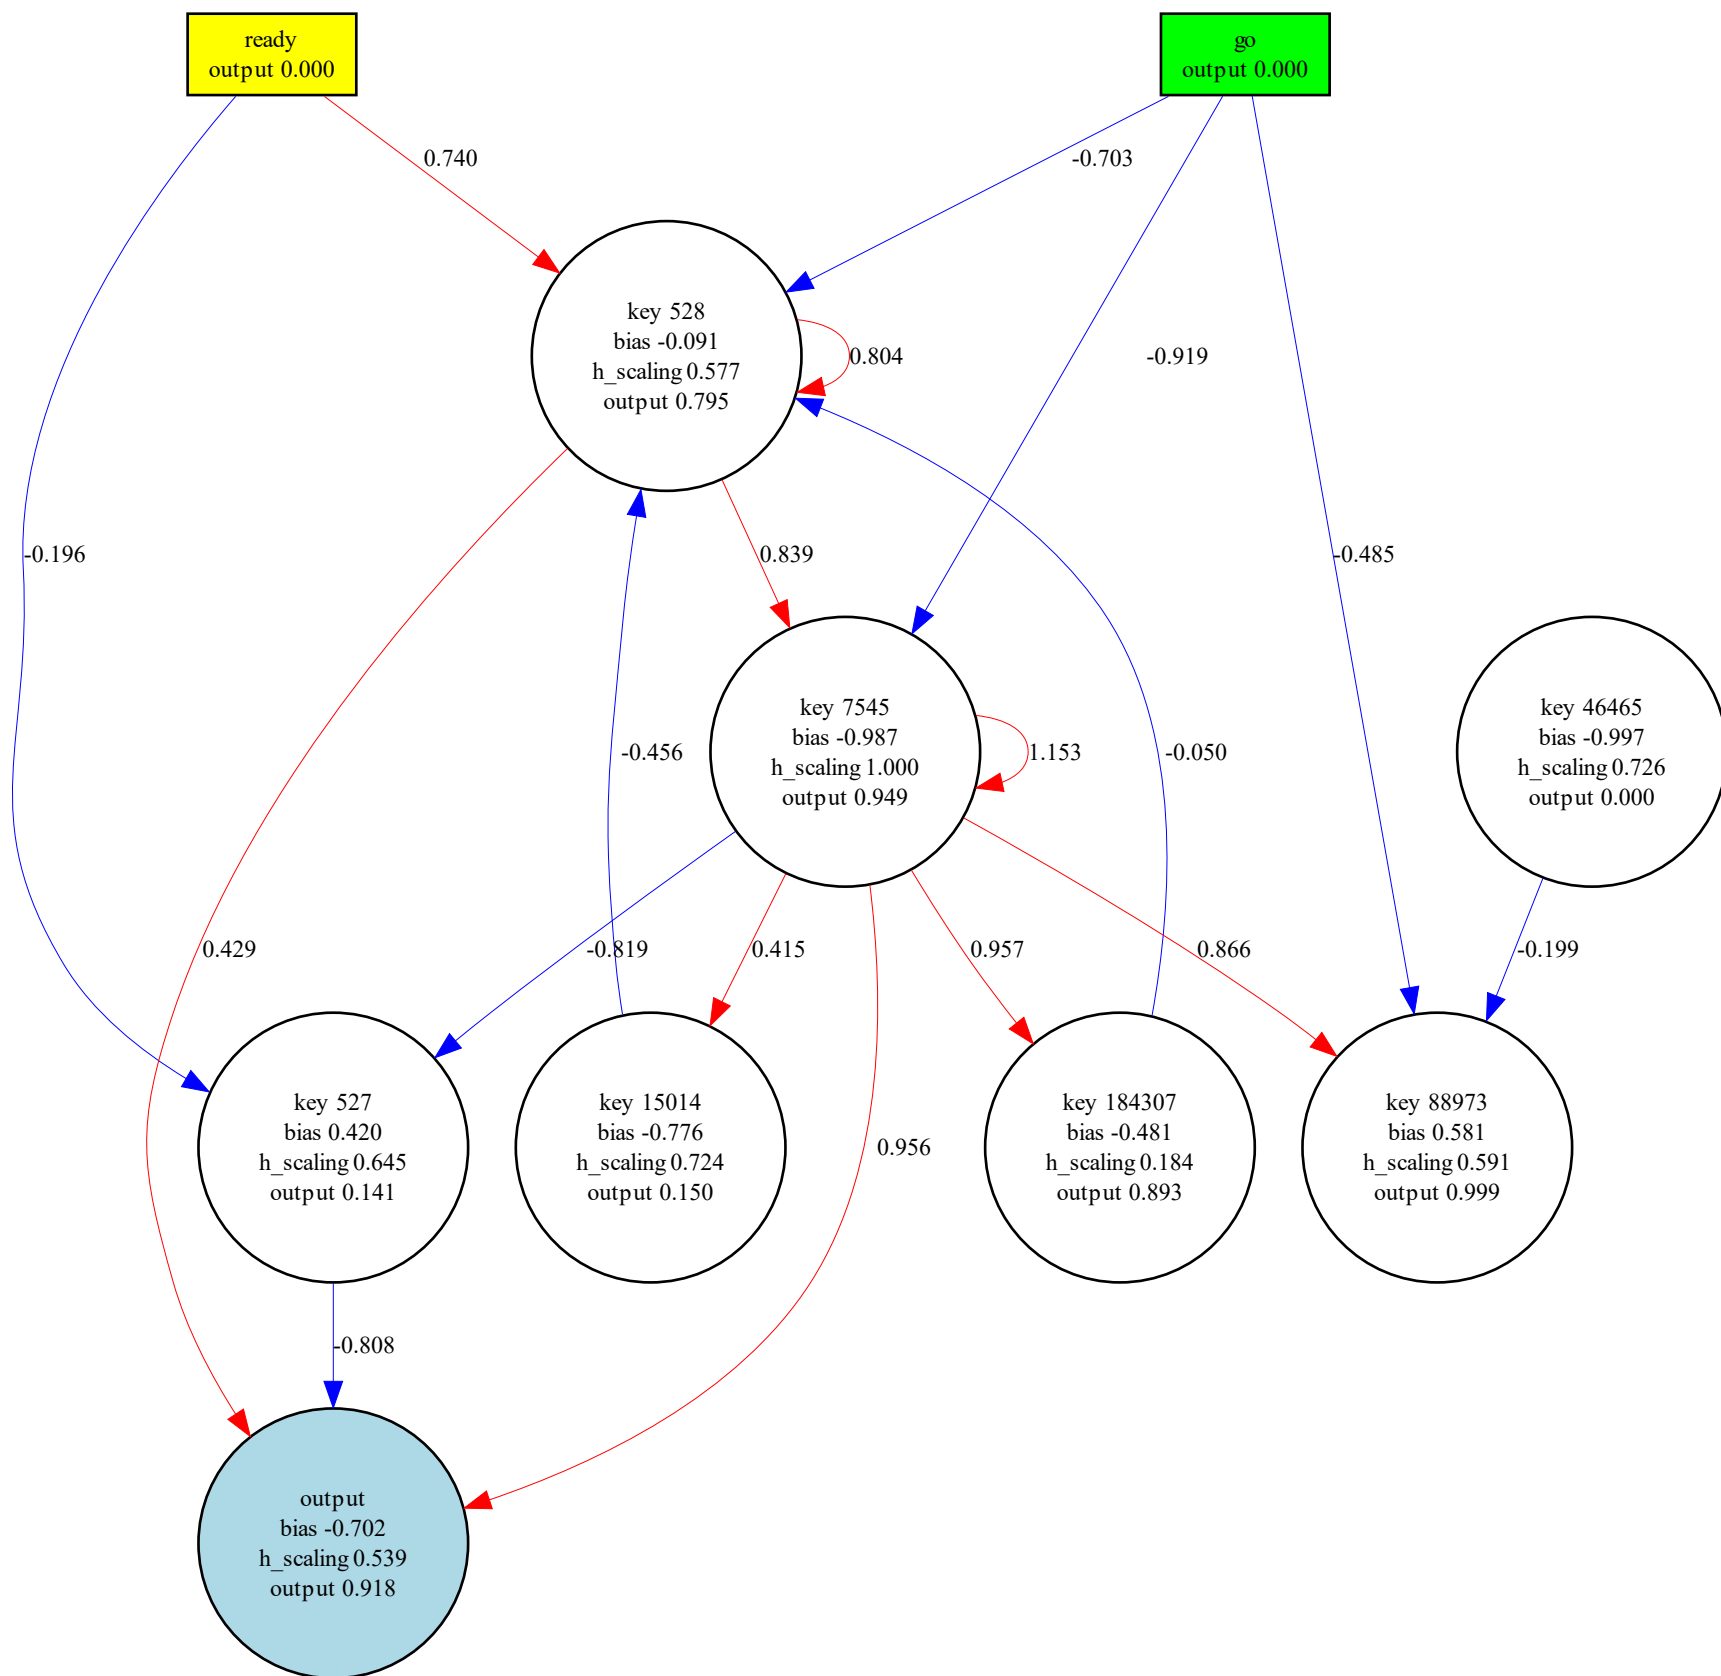 ready
output 0.000
go
output 0.000
0.740
-0.703
key 528
bias -0.091
h_scaling 0.577
output 0.795
0.804
-0.919
-0.196
0.839
-0.485
key 7545
bias -0.987
h_scaling 1.000
output 0.949
-0.456
1.153
-0.050
key 46465
bias -0.997
h_scaling 0.726
output 0.000
0.429
-0.819
0.415
0.957
0.866
-0.199
key 527
bias 0.420
h_scaling 0.645
output 0.141
key 15014
bias -0.776
h_scaling 0.724
output 0.150
0.956
key 184307
bias -0.481
h_scaling 0.184
output 0.893
key 88973
bias 0.581
h_scaling 0.591
output 0.999
-0.808
output
bias -0.702
h_scaling 0.539
output 0.918